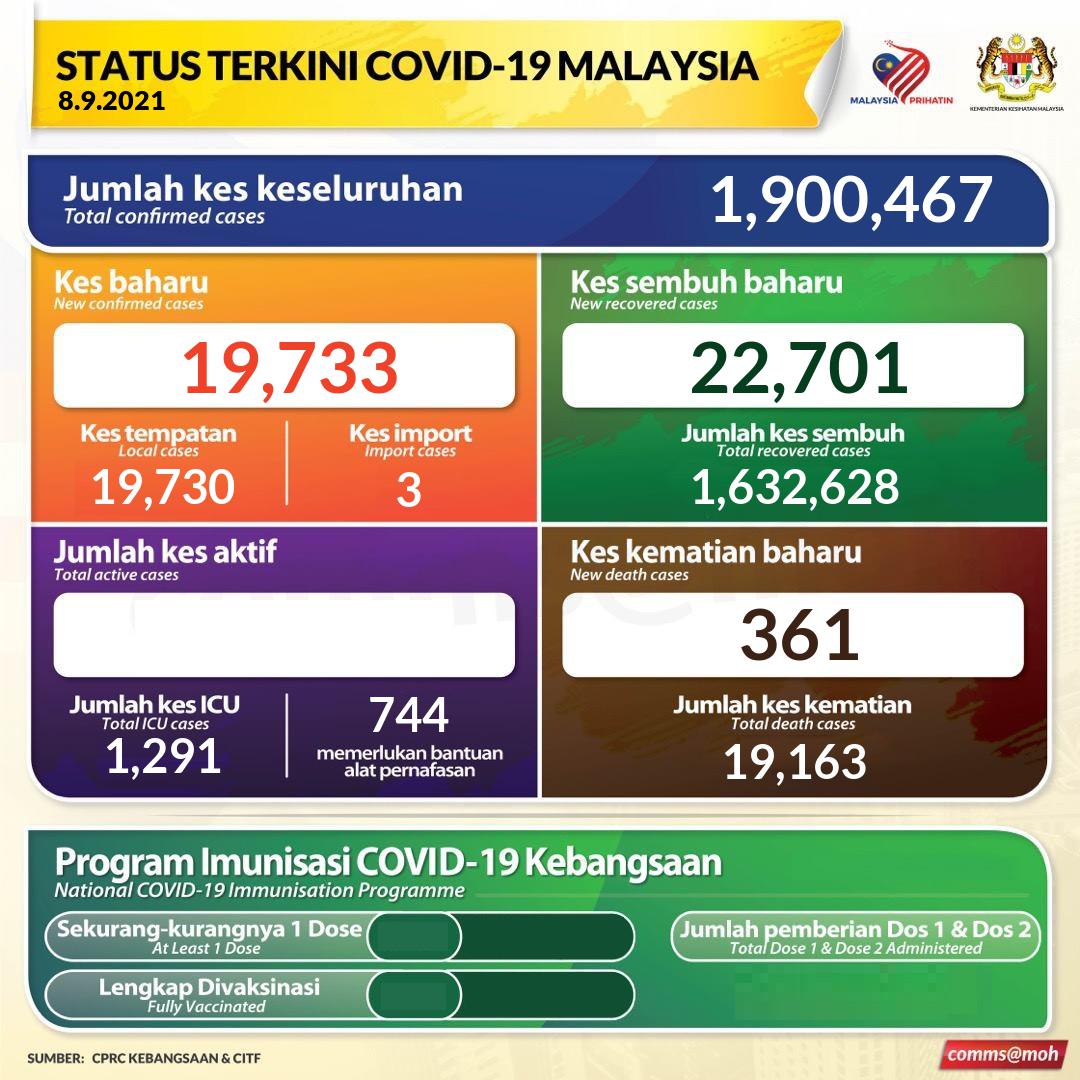 STATUS TERKINI COVID-19 MALAYSIA
8.9.2021
MALAYSIA PRIHATIN
KEMENTERIAN KESIHATAN MALAYSIA
Jumlah kes keseluruhan
Total confirmed cases
1,900,467
Kes baharu
New confirmed cases
19,733
Kes tempatan
Local cases
19,730
Kes import
Import cases
3
Kes sembuh baharu
New recovered cases
22,701
Jumlah kes sembuh
Total recovered cases
1,632,628
Jumlah kes aktif
Total active cases
Jumlah kes ICU
Total ICU cases
1,291
744
memerlukan bantuan
alat pernafasan
Kes kematian baharu
New death cases
361
Jumlah kes kematian
Total death cases
19,163
Program Imunisasi COVID-19 Kebangsaan
National COVID-19 Immunisation Programme
Sekurang-kurangnya 1 Dose
At Least 1 Dose
Lengkap Divaksinasi
Fully Vaccinated
Jumlah pemberian Dos 1 & Dos 2
Total Dose 1 & Dose 2 Administered
SUMBER: CPRC KEBANGSAAN & CITF
comms@moh